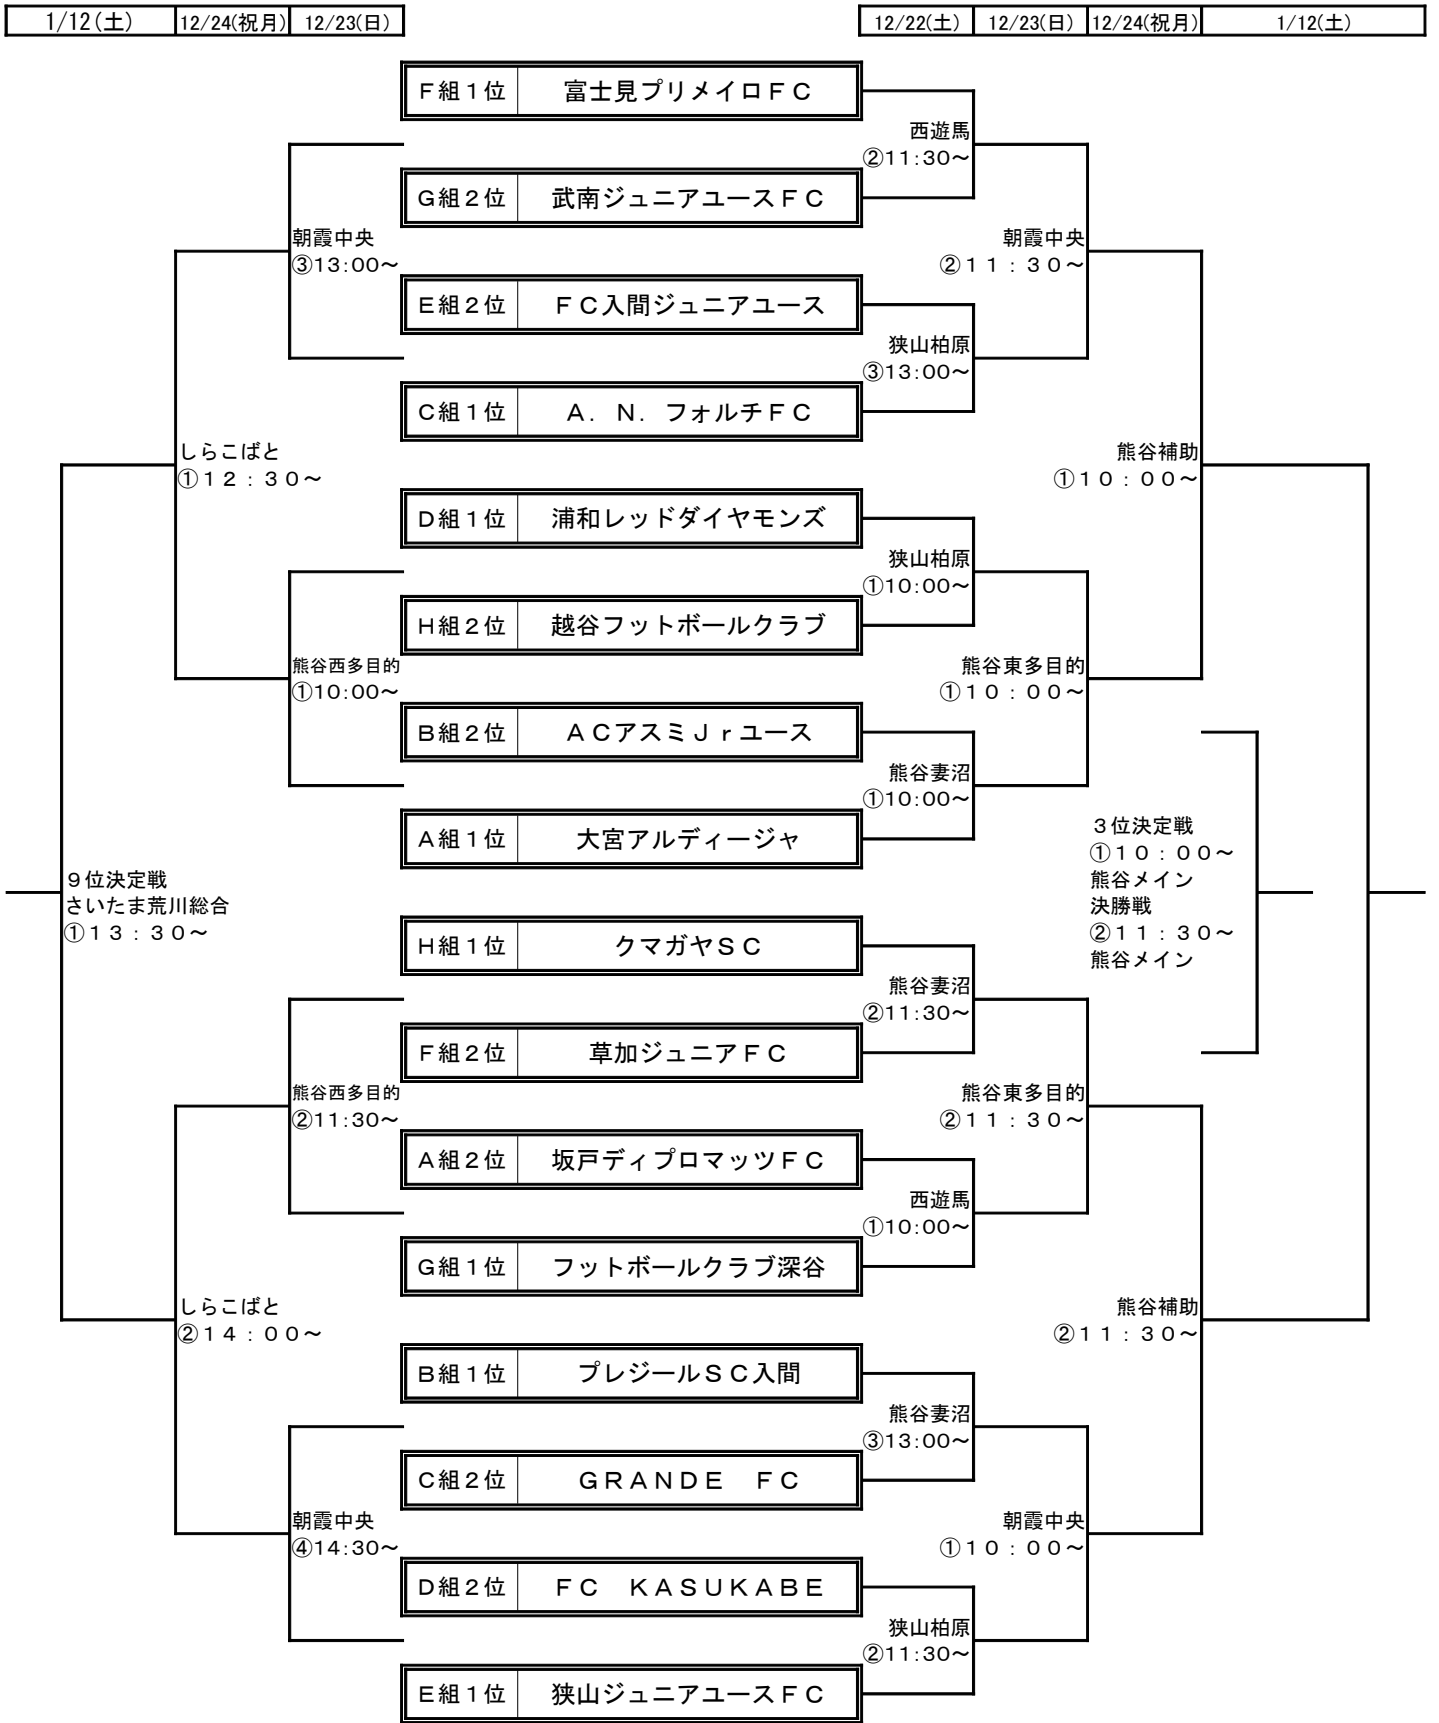 1/12(土) 12/24(祝月) 12/23(日) 12/22(土) 12/23(日) 12/24(祝月) 1/12(土)
F組1位 富士見プリメイロFC
西遊馬
②11:30~
G組2位 武南ジュニアユースFC
朝霞中央 朝霞中央
③13:00~ ②11:30~
E組2位 FC入間ジュニアユース
狭山柏原
③13:00~
C組1位 A. N. フォルチFC
しらこばと 熊谷補助
①12:30~ ①10:00~
D組1位 浦和レッドダイヤモンズ
狭山柏原
①10:00~
H組2位 越谷フットボールクラブ
熊谷西多目的 熊谷東多目的
①10:00~ ①10:00~
B組2位 ACアスミJrユース
熊谷妻沼
①10:00~
A組1位 大宮アルディージャ
3位決定戦
①10:00~
熊谷メイン
決勝戦
②11:30~
熊谷メイン
9位決定戦
さいたま荒川総合
①13:30~
H組1位 クマガヤSC
熊谷妻沼
②11:30~
F組2位 草加ジュニアFC
熊谷西多目的 熊谷東多目的
②11:30~ ②11:30~
A組2位 坂戸ディプロマッツFC
西遊馬
①10:00~
G組1位 フットボールクラブ深谷
しらこばと 熊谷補助
②14:00~ ②11:30~
B組1位 プレジールSC入間
熊谷妻沼
③13:00~
C組2位 GRANDE FC
朝霞中央 朝霞中央
④14:30~ ①10:00~
D組2位 FC KASUKABE
狭山柏原
②11:30~
E組1位 狭山ジュニアユースFC